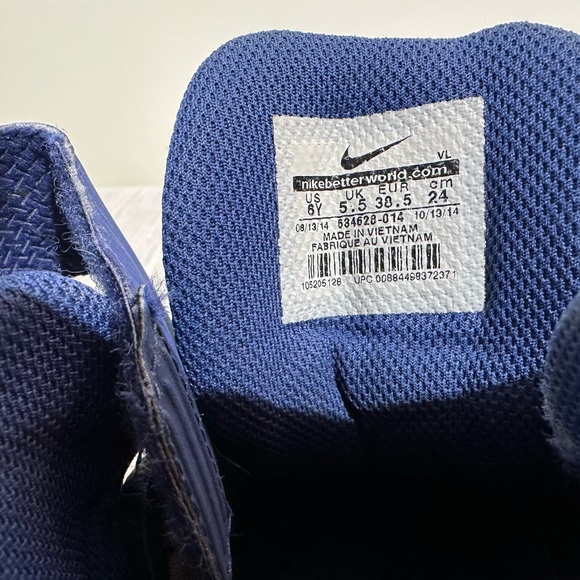 VL
nikebetterworld.com
US UK EUR cm
6Y 5.5 38.5 24
08/13/14 534628-014 10/13/14
MADE IN VIETNAM
FABRIQUE AU VIETNAM
105205128 UPC 00884498372371